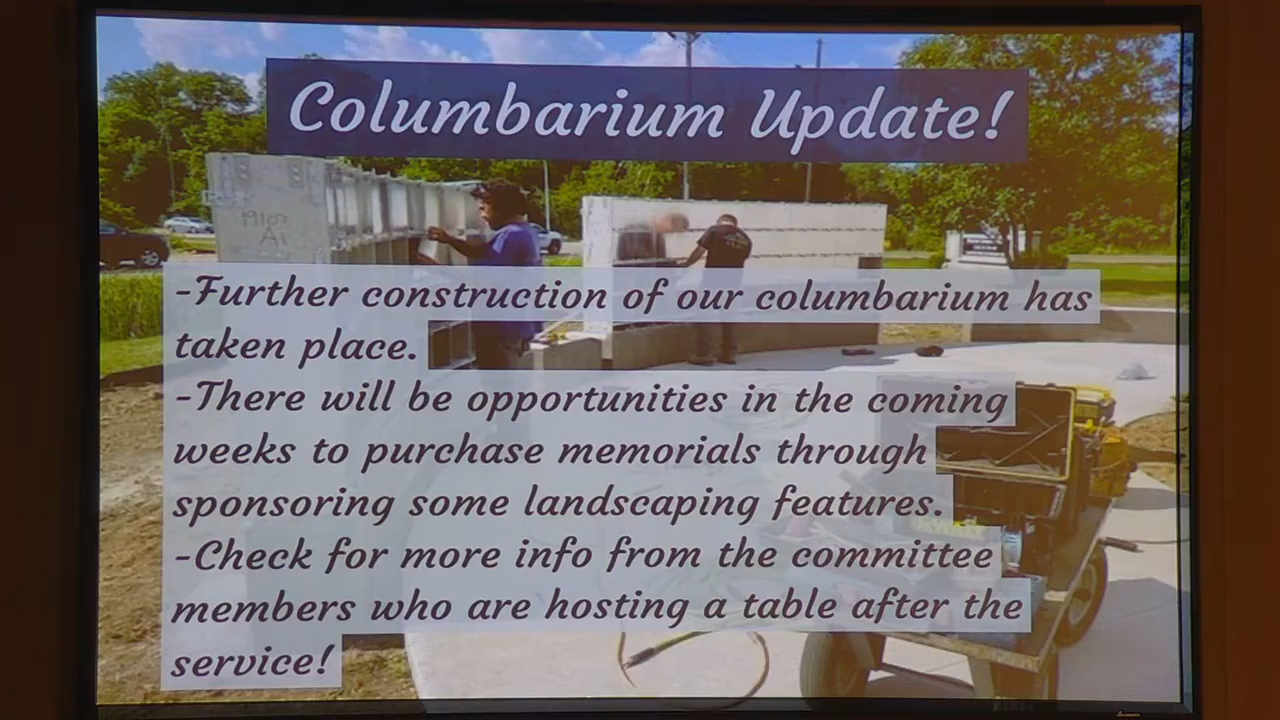 Columbarium Update!
-Further construction of our columbarium has
taken place.
-There will be opportunities in the coming
weeks to purchase memorials through
sponsoring some landscaping features.
-Check for more info from the committee
members who are hosting a table after the
service!